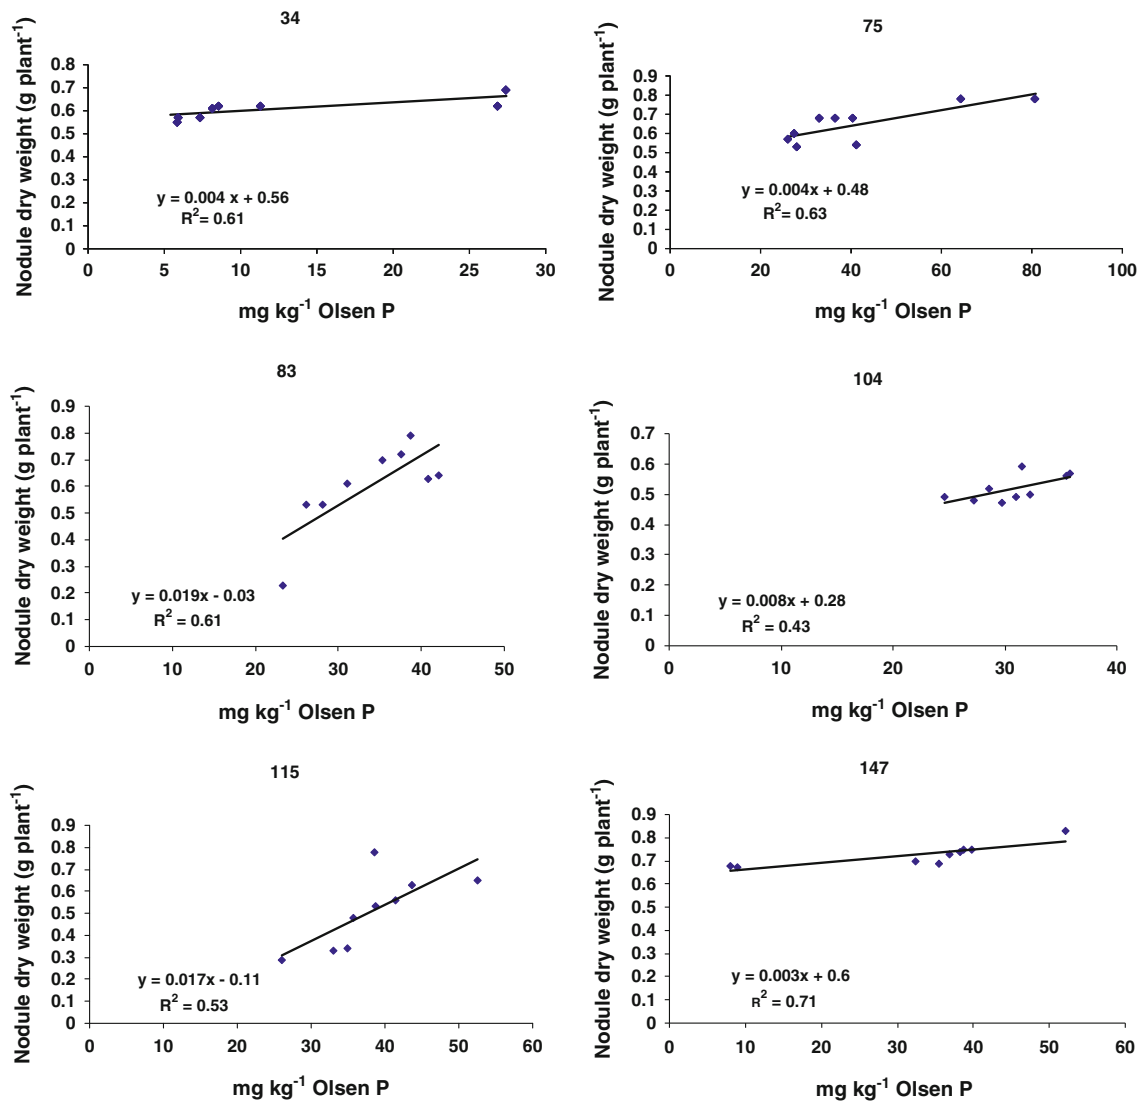 34
Nodule dry weight (g plant⁻¹)
0.8
0.7
0.6
0.5
0.4
0.3
0.2
0.1
0
y = 0.004 x + 0.56
R²= 0.61
0 5 10 15 20 25 30
mg kg⁻¹ Olsen P
75
Nodule dry weight (g plant⁻¹)
0.9
0.8
0.7
0.6
0.5
0.4
0.3
0.2
0.1
0
y = 0.004x + 0.48
R²= 0.63
0 20 40 60 80 100
mg kg⁻¹ Olsen P
83
Nodule dry weight (g plant⁻¹)
0.9
0.8
0.7
0.6
0.5
0.4
0.3
0.2
0.1
0
y = 0.019x - 0.03
R² = 0.61
0 10 20 30 40 50
mg kg⁻¹ Olsen P
104
Nodule dry weight (g plant⁻¹)
0.7
0.6
0.5
0.4
0.3
0.2
0.1
0
y = 0.008x + 0.28
R² = 0.43
0 10 20 30 40
mg kg⁻¹ Olsen P
115
Nodule dry weight (g plant⁻¹)
0.9
0.8
0.7
0.6
0.5
0.4
0.3
0.2
0.1
0
y = 0.017x - 0.11
R² = 0.53
0 10 20 30 40 50 60
mg kg⁻¹ Olsen P
147
Nodule dry weight (g plant⁻¹)
0.9
0.8
0.7
0.6
0.5
0.4
0.3
0.2
0.1
0
y = 0.003x + 0.6
R² = 0.71
0 10 20 30 40 50 60
mg kg⁻¹ Olsen P